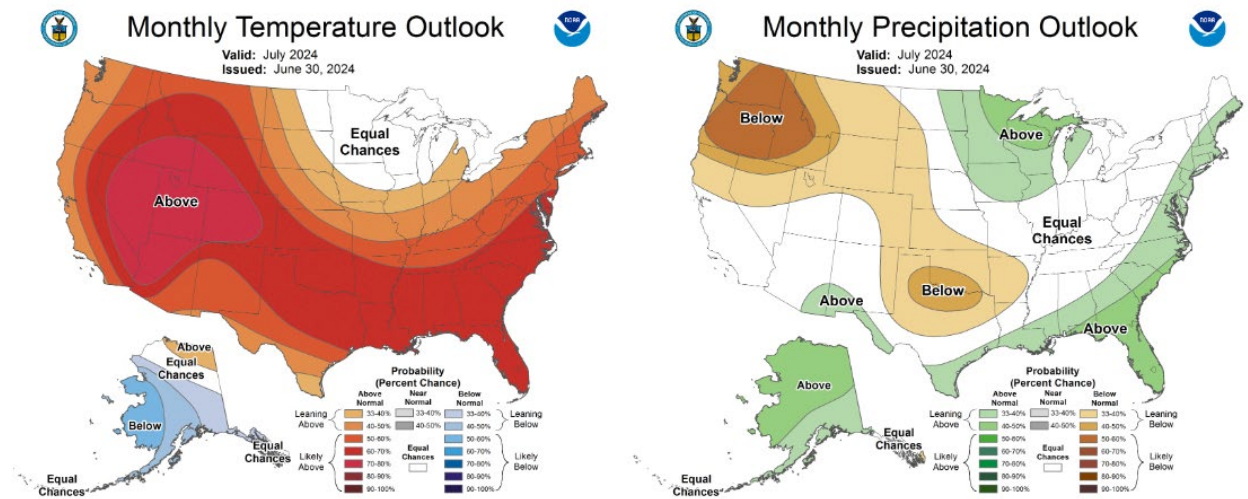 Monthly Temperature Outlook
Valid: July 2024
Issued: June 30, 2024
NOAA
Equal
Chances
Above
Above
Equal
Chances
Below
Equal
Chances
Equal
Chances
Probability
(Percent Chance)
Above
Normal
Near
Normal
Below
Normal
Leaning
Above
33-40%
33-40%
33-40%
Leaning
Below
40-50%
40-50%
40-50%
Likely
Above
50-60%
Equal
Chances
50-60%
Likely
Below
60-70%
60-70%
70-80%
70-80%
80-90%
80-90%
90-100%
90-100%
Monthly Precipitation Outlook
Valid: July 2024
Issued: June 30, 2024
NOAA
Below
Above
Equal
Chances
Below
Above
Above
Above
Equal
Chances
Equal
Chances
Probability
(Percent Chance)
Above
Normal
Near
Normal
Below
Normal
Leaning
Above
33-40%
33-40%
33-40%
Leaning
Below
40-50%
40-50%
40-50%
Likely
Above
50-60%
Equal
Chances
50-60%
Likely
Below
60-70%
60-70%
70-80%
70-80%
80-90%
80-90%
90-100%
90-100%